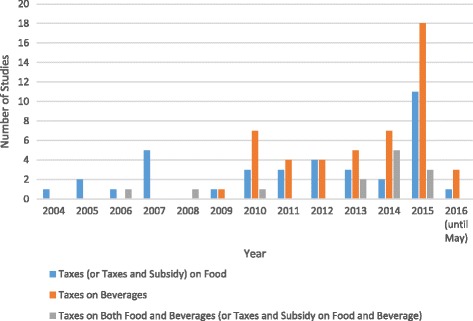 Number of Studies
20
18
16
14
12
10
8
6
4
2
0
2004 2005 2006 2007 2008 2009 2010 2011 2012 2013 2014 2015 2016
(until
May)
Year
Taxes (or Taxes and Subsidy) on Food
Taxes on Beverages
Taxes on Both Food and Beverages (or Taxes and Subsidy on Food and Beverage)